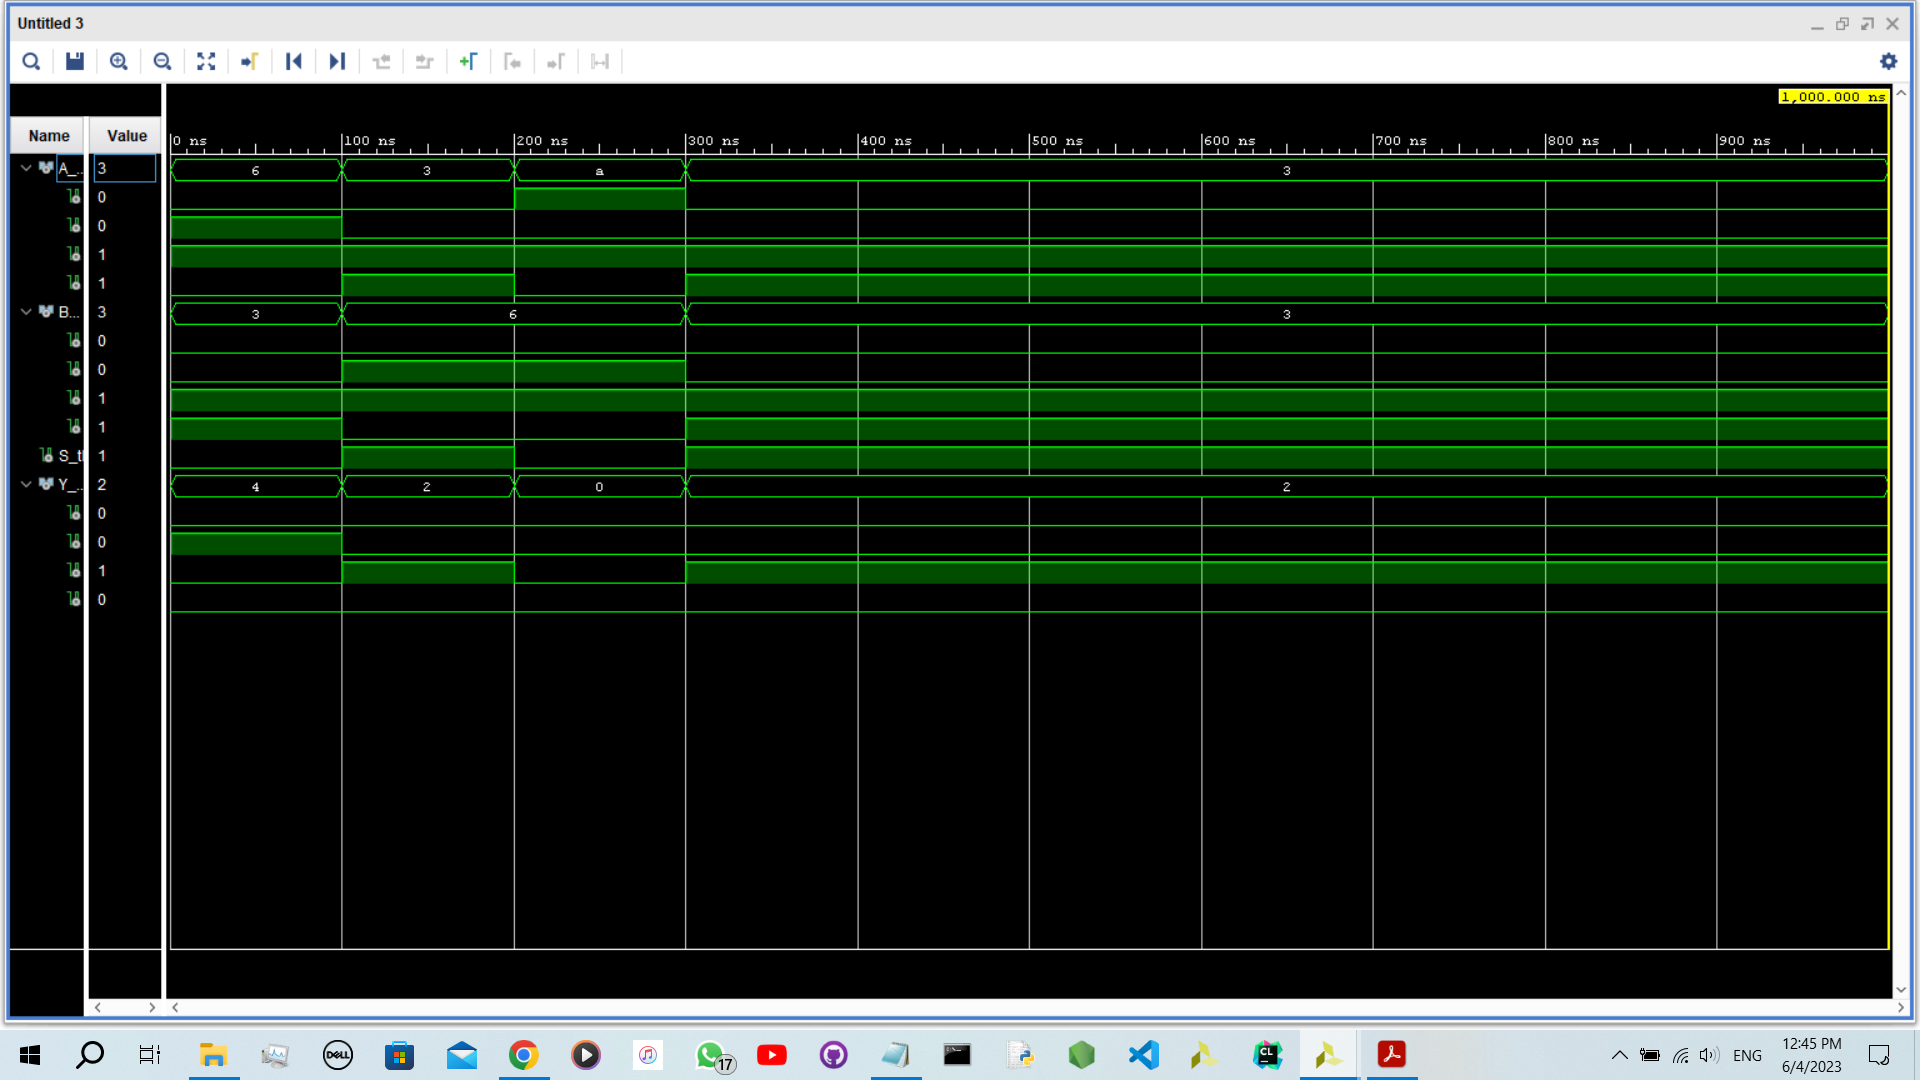 Untitled 3
1,000.000 ns
Name Value
0 ns 100 ns 200 ns 300 ns 400 ns 500 ns 600 ns 700 ns 800 ns 900 ns
A_... 3 6 3 a 3
0
0
1
1
B... 3 3 6 3
0
0
1
1
S_t 1
Y_... 2 4 2 0 2
0
0
1
0
DELL
17
CL
ENG
12:45 PM
6/4/2023